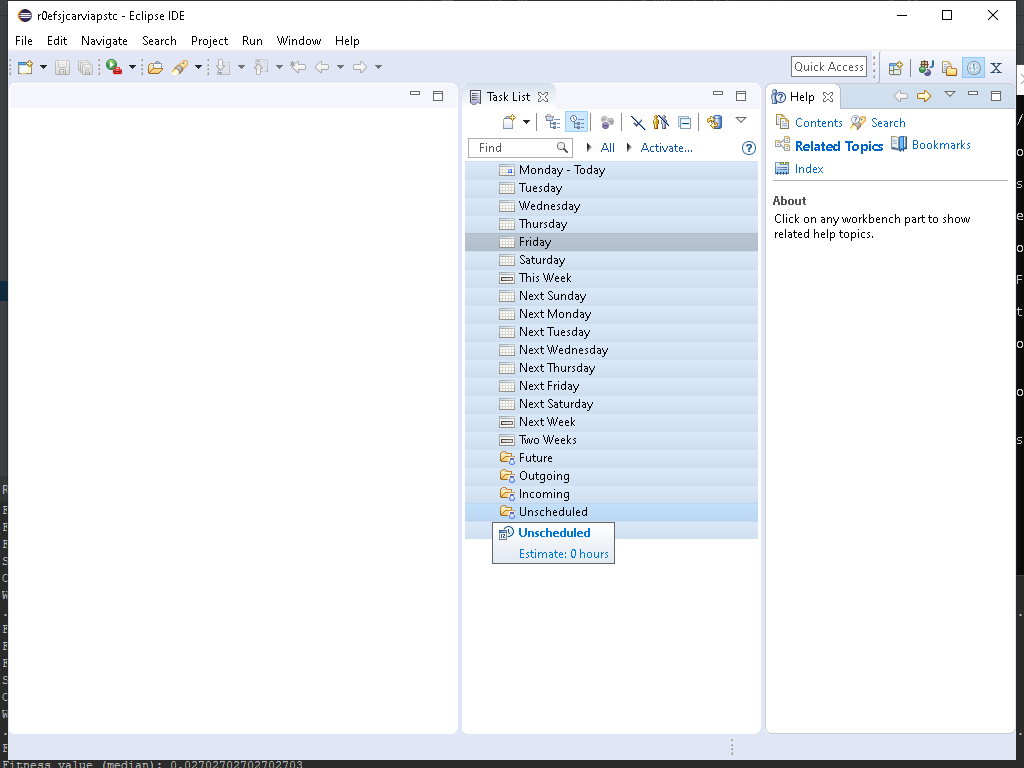 r0efsjcarviapstc - Eclipse IDE
File Edit Navigate Search Project Run Window Help
Quick Access
Task List
Help
Find
All
Activate...
Contents Search
Related Topics Bookmarks
Index
About
Click on any workbench part to show
related help topics.
Monday - Today
Tuesday
Wednesday
Thursday
Friday
Saturday
This Week
Next Sunday
Next Monday
Next Tuesday
Next Wednesday
Next Thursday
Next Friday
Next Saturday
Next Week
Two Weeks
Future
Outgoing
Incoming
Unscheduled
Unscheduled
Estimate: 0 hours
Fitness value (median): 0.02702702702702703